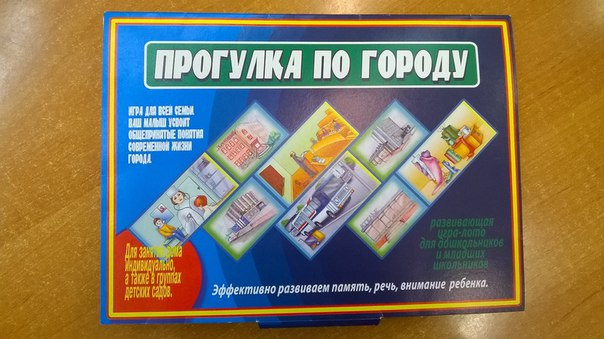 ПРОГУЛКА ПО ГОРОДУ
ИГРА ДЛЯ ВСЕЙ СЕМЬИ.
ВАШ МАЛЫШ УСВОИТ
ОБЩЕПРИНЯТЫЕ ПОНЯТИЯ
СОВРЕМЕННОЙ ЖИЗНИ
ГОРОДА.
развивающая
игра-лото
для дошкольников
и младших
школьников
Для занятий дома
индивидуально,
а также в группах
детских садов.
Эффективно развиваем память, речь, внимание ребенка.